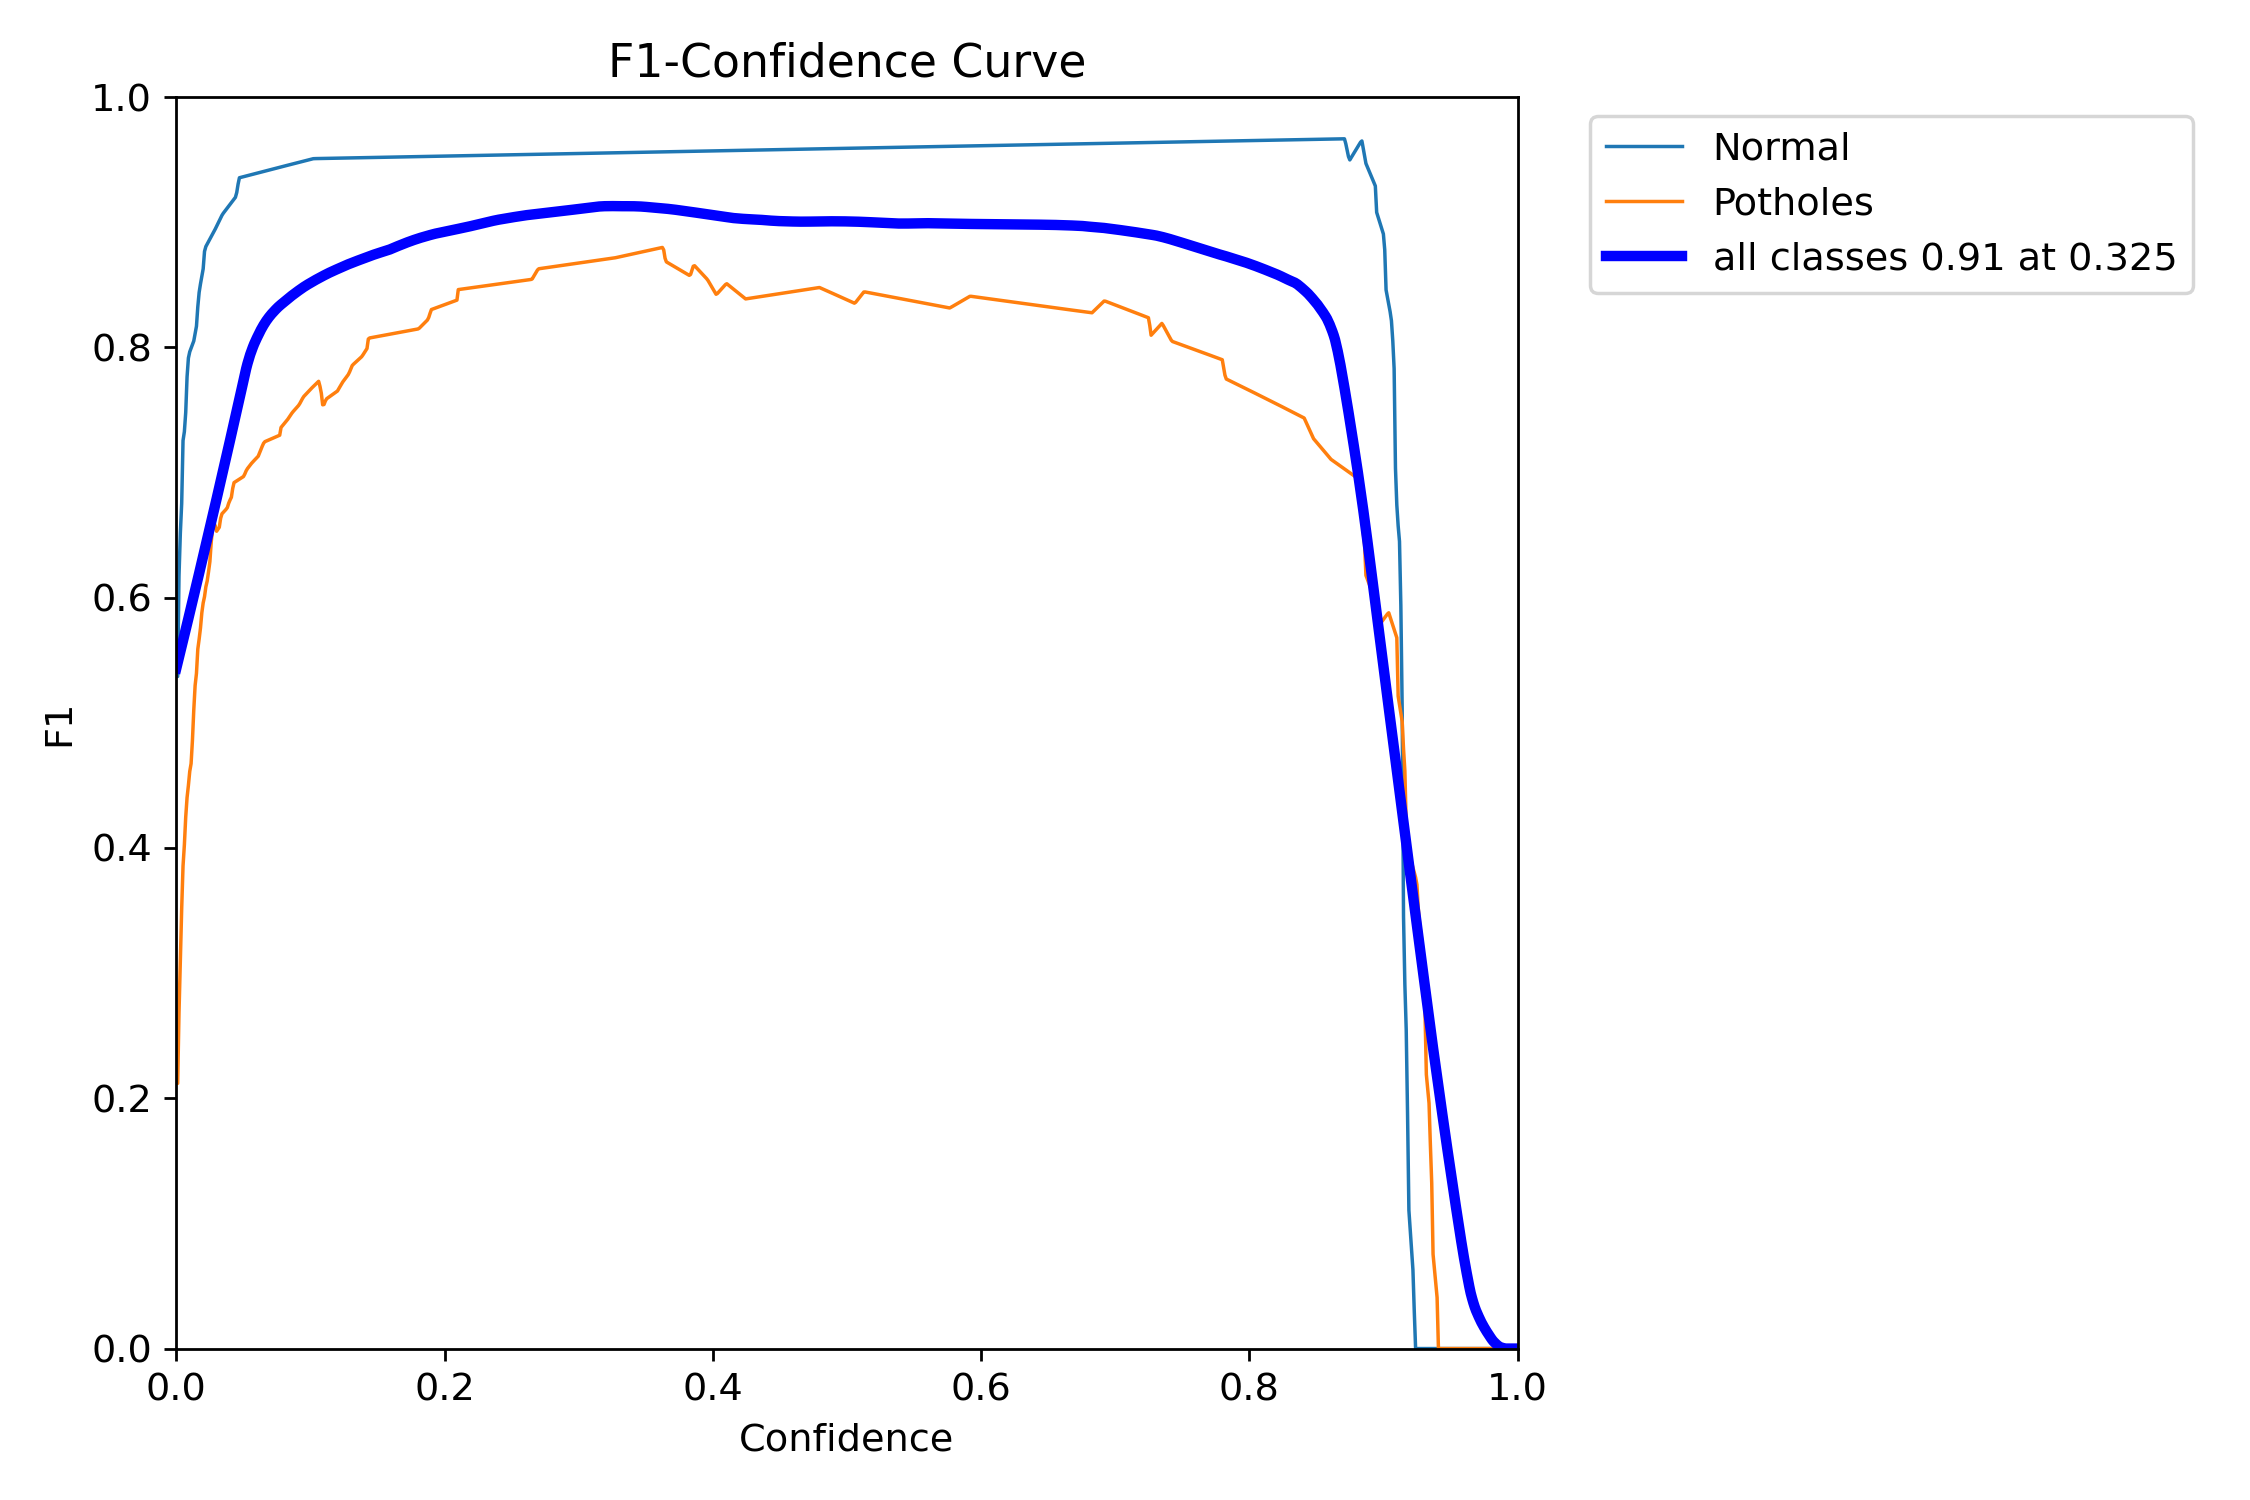 F1-Confidence Curve
1.0
0.8
0.6
0.4
0.2
0.0
F1
0.0 0.2 0.4 0.6 0.8 1.0
Confidence
Normal
Potholes
all classes 0.91 at 0.325